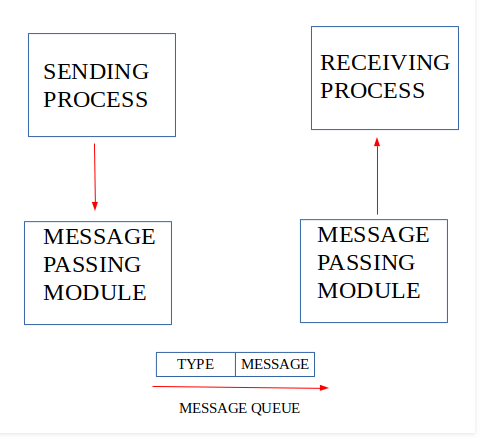 SENDING
PROCESS
RECEIVING
PROCESS
MESSAGE
PASSING
MODULE
MESSAGE
PASSING
MODULE
TYPE MESSAGE
MESSAGE QUEUE